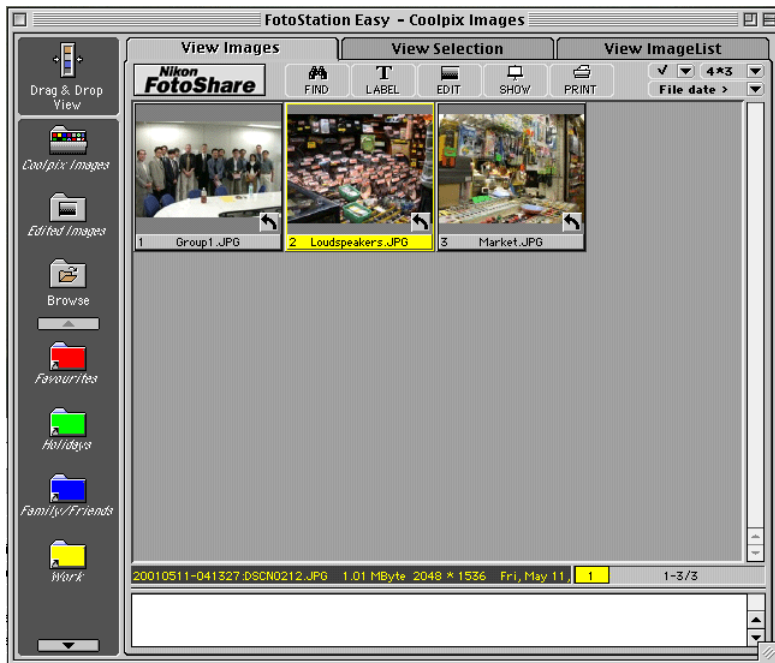 FotoStation Easy - Coolpix Images
View Images
View Selection
View ImageList
Drag & Drop
View
Nikon
FotoShare
FIND
LABEL
EDIT
SHOW
PRINT
√
4*3
File date >
Coolpix Images
Edited Images
Browse
Favourites
Holidays
Family/Friends
Work
1 Group1.JPG
2 Loudspeakers.JPG
3 Market.JPG
20010511-041327:DSCN0212.JPG 1.01 MByte 2048 * 1536 Fri, May 11,
1
1-3/3